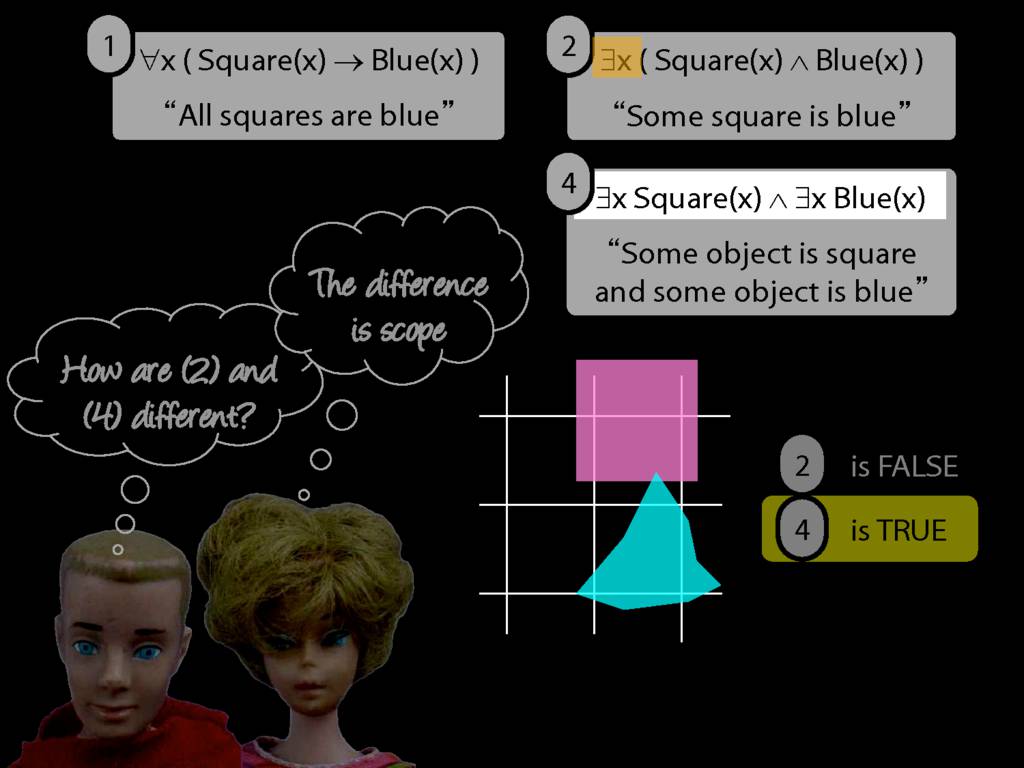 1
∀x ( Square(x) → Blue(x) )
“All squares are blue”
2
∃x ( Square(x) ∧ Blue(x) )
“Some square is blue”
4
∃x Square(x) ∧ ∃x Blue(x)
“Some object is square
and some object is blue”
The difference
is scope
How are (2) and
(4) different?
2 is FALSE
4 is TRUE